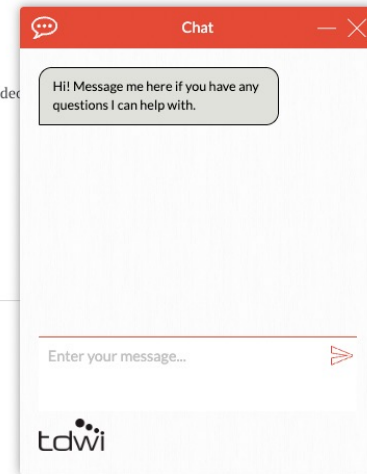 Chat
Hi! Message me here if you have any
questions I can help with.
Enter your message...
tdwi